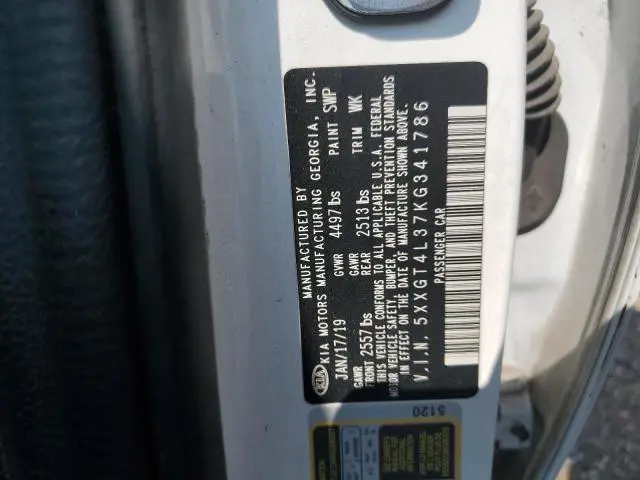 KIA
MANUFACTURED BY
KIA MOTORS MANUFACTURING GEORGIA, INC.
JAN/17/19 GVWR 4497 lbs PAINT SWP
GAWR FRONT 2557 lbs GAWR REAR 2513 lbs TRIM WK
THIS VEHICLE CONFORMS TO ALL APPLICABLE U.S.A. FEDERAL
MOTOR VEHICLE SAFETY, BUMPER, AND THEFT PREVENTION STANDARDS
IN EFFECT ON THE DATE OF MANUFACTURE SHOWN ABOVE.
V.I.N. 5XXGT4L37KG341786
PASSENGER CAR
5120